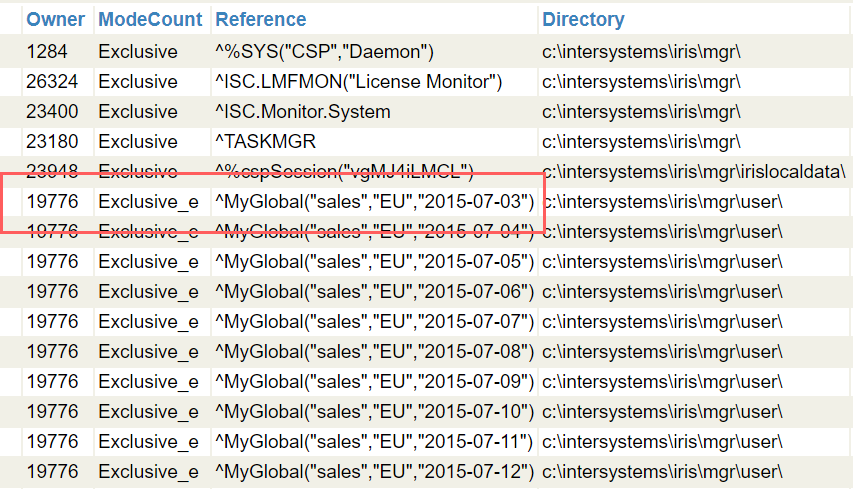 Owner ModeCount Reference Directory
1284 Exclusive ^%SYS("CSP","Daemon") c:\intersystems\iris\mgr\
26324 Exclusive ^ISC.LMFMON("License Monitor") c:\intersystems\iris\mgr\
23400 Exclusive ^ISC.Monitor.System c:\intersystems\iris\mgr\
23180 Exclusive ^TASKMGR c:\intersystems\iris\mgr\
23948 Exclusive ^%cspSession("vgMJ4iLMCL") c:\intersystems\iris\mgr\irislocaldata\
19776 Exclusive_e ^MyGlobal("sales","EU","2015-07-03") c:\intersystems\iris\mgr\user\
19776 Exclusive_e ^MyGlobal("sales","EU","2015-07-04") c:\intersystems\iris\mgr\user\
19776 Exclusive_e ^MyGlobal("sales","EU","2015-07-05") c:\intersystems\iris\mgr\user\
19776 Exclusive_e ^MyGlobal("sales","EU","2015-07-06") c:\intersystems\iris\mgr\user\
19776 Exclusive_e ^MyGlobal("sales","EU","2015-07-07") c:\intersystems\iris\mgr\user\
19776 Exclusive_e ^MyGlobal("sales","EU","2015-07-08") c:\intersystems\iris\mgr\user\
19776 Exclusive_e ^MyGlobal("sales","EU","2015-07-09") c:\intersystems\iris\mgr\user\
19776 Exclusive_e ^MyGlobal("sales","EU","2015-07-10") c:\intersystems\iris\mgr\user\
19776 Exclusive_e ^MyGlobal("sales","EU","2015-07-11") c:\intersystems\iris\mgr\user\
19776 Exclusive_e ^MyGlobal("sales","EU","2015-07-12") c:\intersystems\iris\mgr\user\